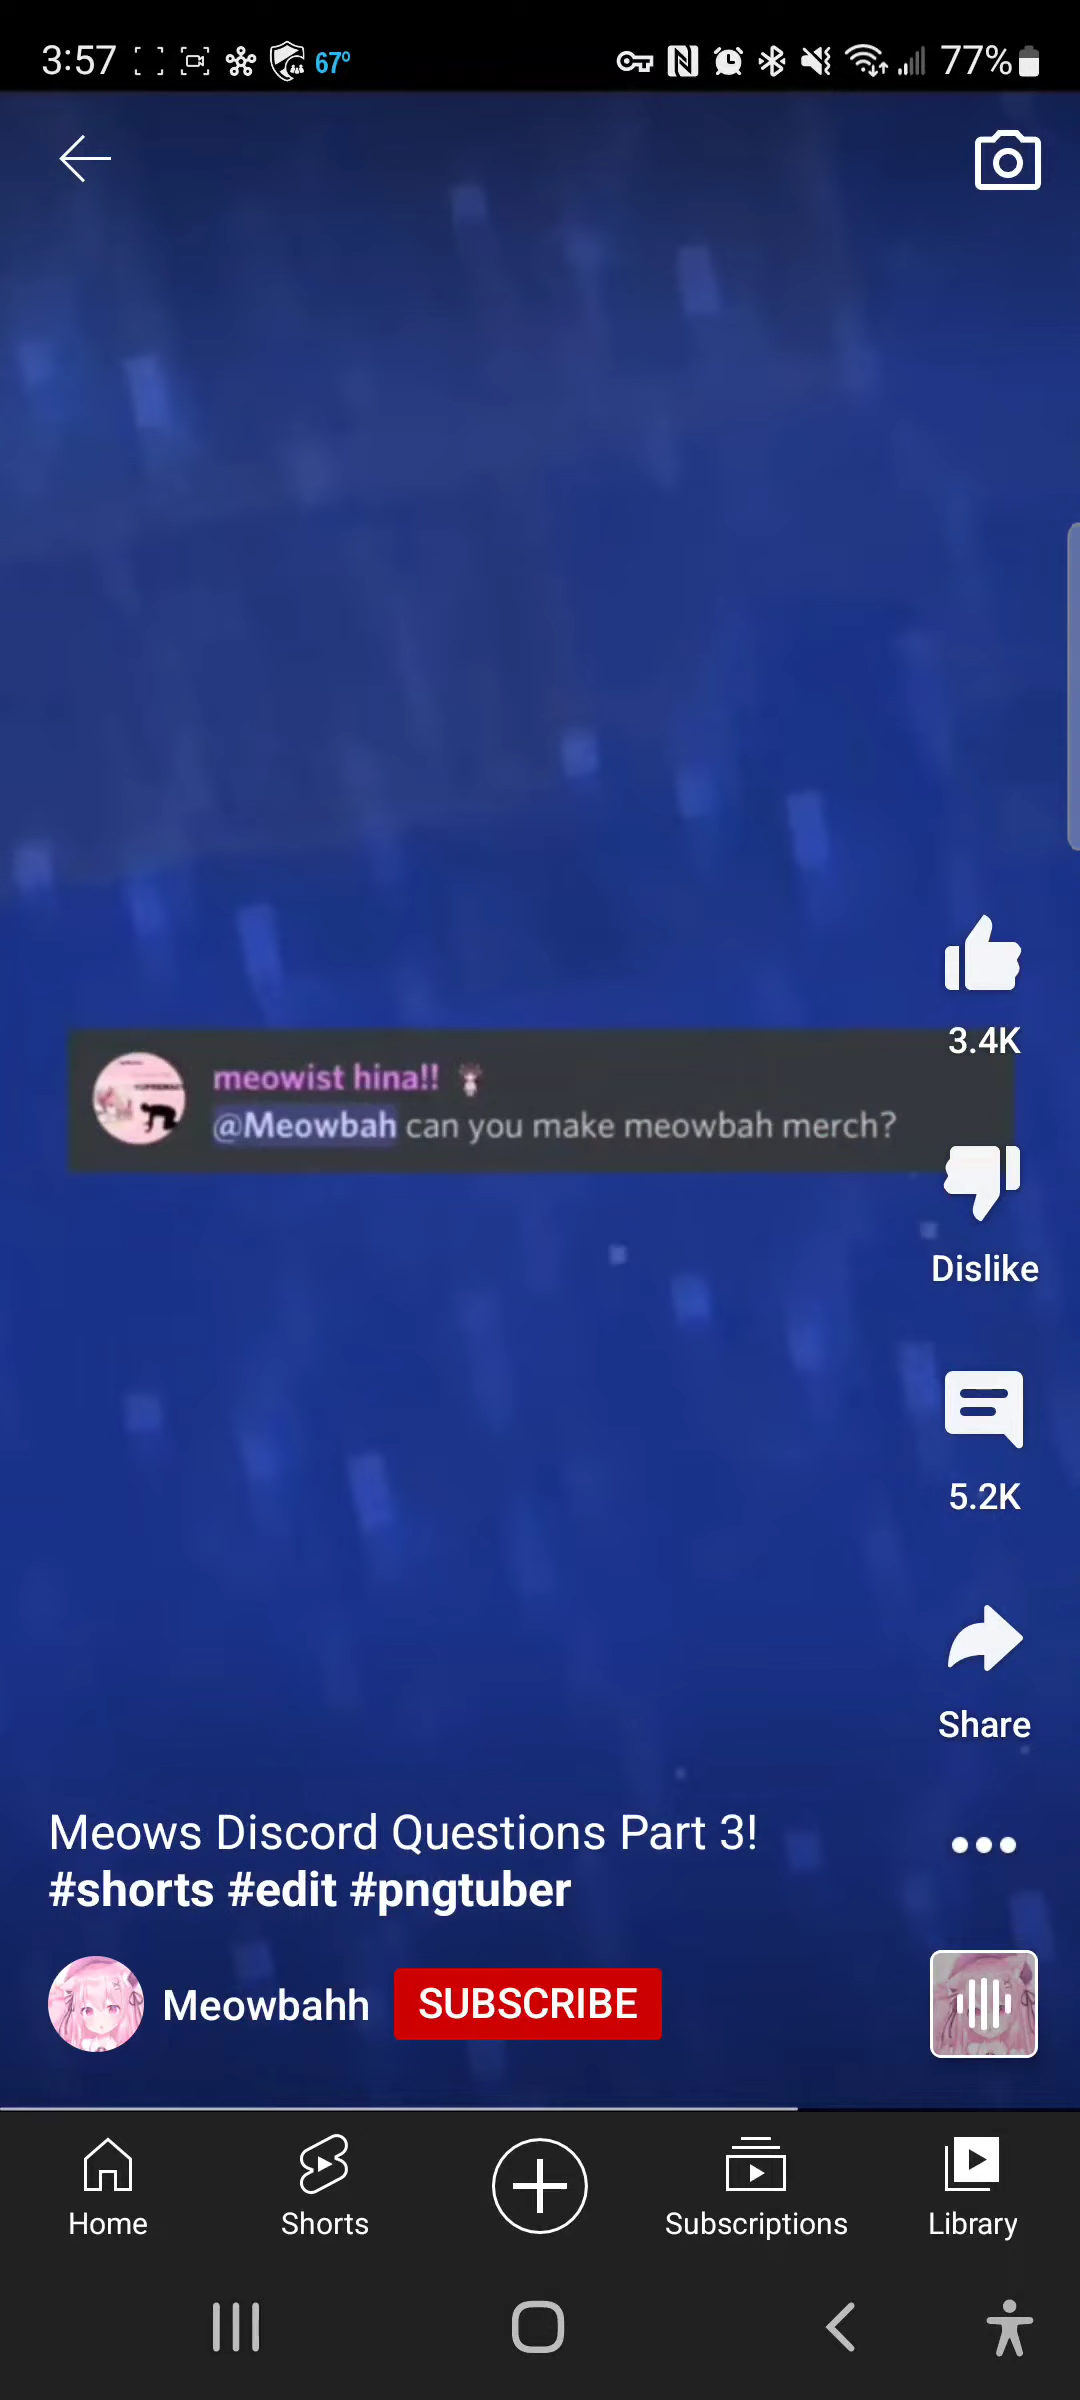 3:57 67° 77%
meowist hina!!
@Meowbah can you make meowbah merch?
3.4K
Dislike
5.2K
Share
Meows Discord Questions Part 3!
#shorts #edit #pngtuber
Meowbahh SUBSCRIBE
Home Shorts Subscriptions Library